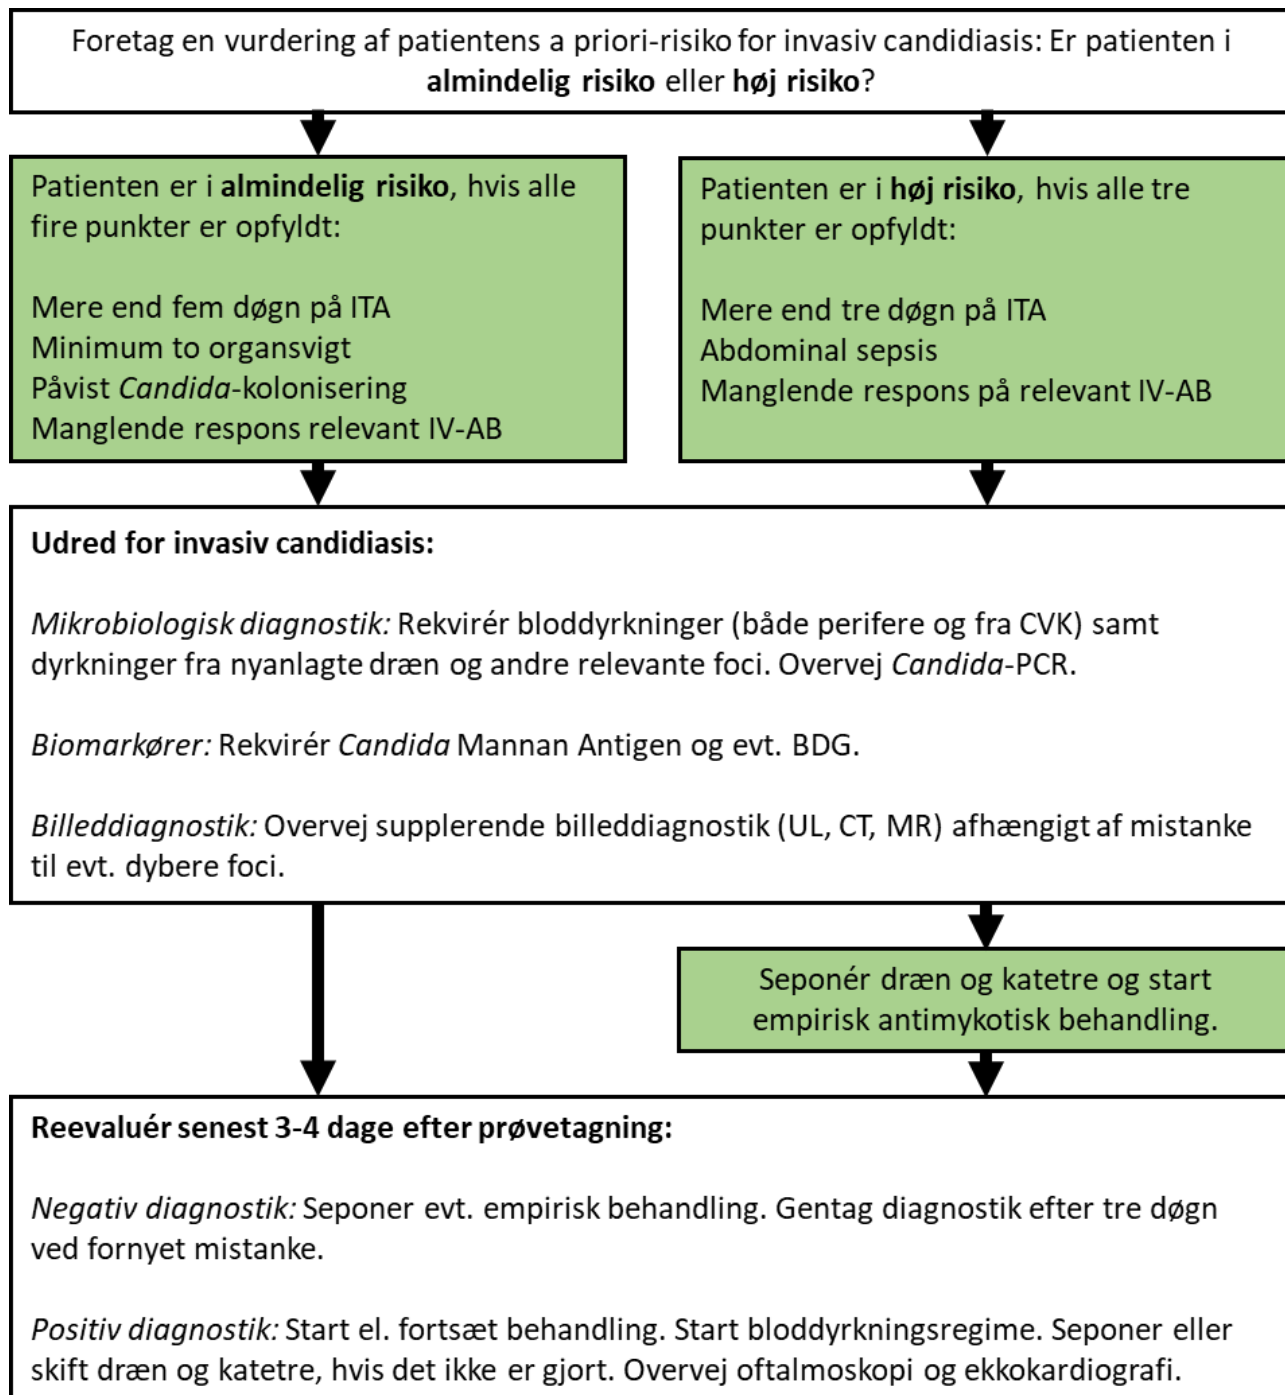 Foretag en vurdering af patientens a priori-risiko for invasiv candidiasis: Er patienten i
almindelig risiko eller høj risiko?
Patienten er i almindelig risiko, hvis alle
fire punkter er opfyldt:
Mere end fem døgn på ITA
Minimum to organsvigt
Påvist Candida-kolonisering
Manglende respons relevant IV-AB
Patienten er i høj risiko, hvis alle tre
punkter er opfyldt:
Mere end tre døgn på ITA
Abdominal sepsis
Manglende respons på relevant IV-AB
Udred for invasiv candidiasis:
Mikrobiologisk diagnostik: Rekvirér bloddyrkninger (både perifere og fra CVK) samt
dyrkninger fra nyanlagte dræn og andre relevante foci. Overvej Candida-PCR.
Biomarkører: Rekvirér Candida Mannan Antigen og evt. BDG.
Billeddiagnostik: Overvej supplerende billeddiagnostik (UL, CT, MR) afhængigt af mistanke
til evt. dybere foci.
Seponér dræn og katetre og start
empirisk antimykotisk behandling.
Reevaluér senest 3-4 dage efter prøvetagning:
Negativ diagnostik: Seponer evt. empirisk behandling. Gentag diagnostik efter tre døgn
ved fornyet mistanke.
Positiv diagnostik: Start el. fortsæt behandling. Start bloddyrkningsregime. Seponer eller
skift dræn og katetre, hvis det ikke er gjort. Overvej oftalmoskopi og ekkokardiografi.